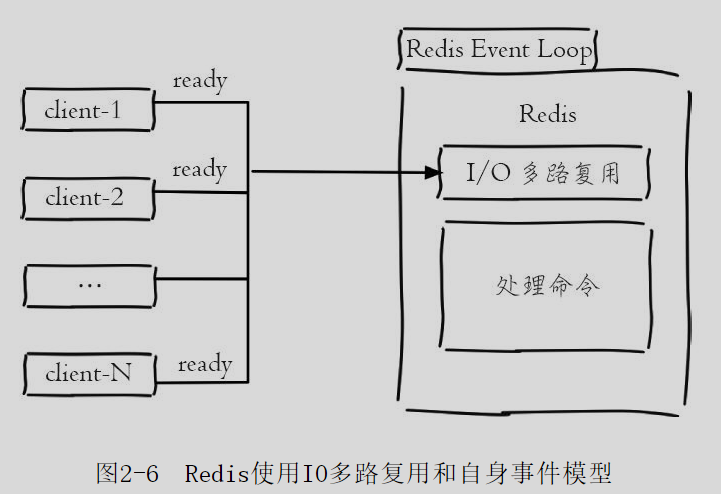 Redis Event Loop
ready
client-1
Redis
ready
I/O 多路复用
client-2
...
处理命令
ready
client-N
图2-6 Redis使用IO多路复用和自身事件模型